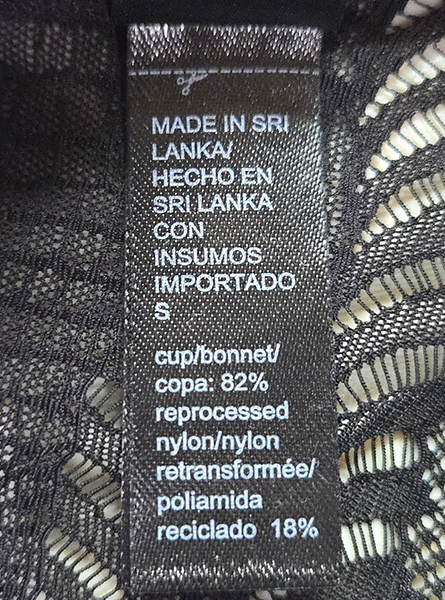 MADE IN SRI
LANKA/
HECHO EN
SRI LANKA
CON
INSUMOS
IMPORTADO
S
cup/bonnet/
copa: 82%
reprocessed
nylon/nylon
retransformée/
poliamida
reciclado 18%